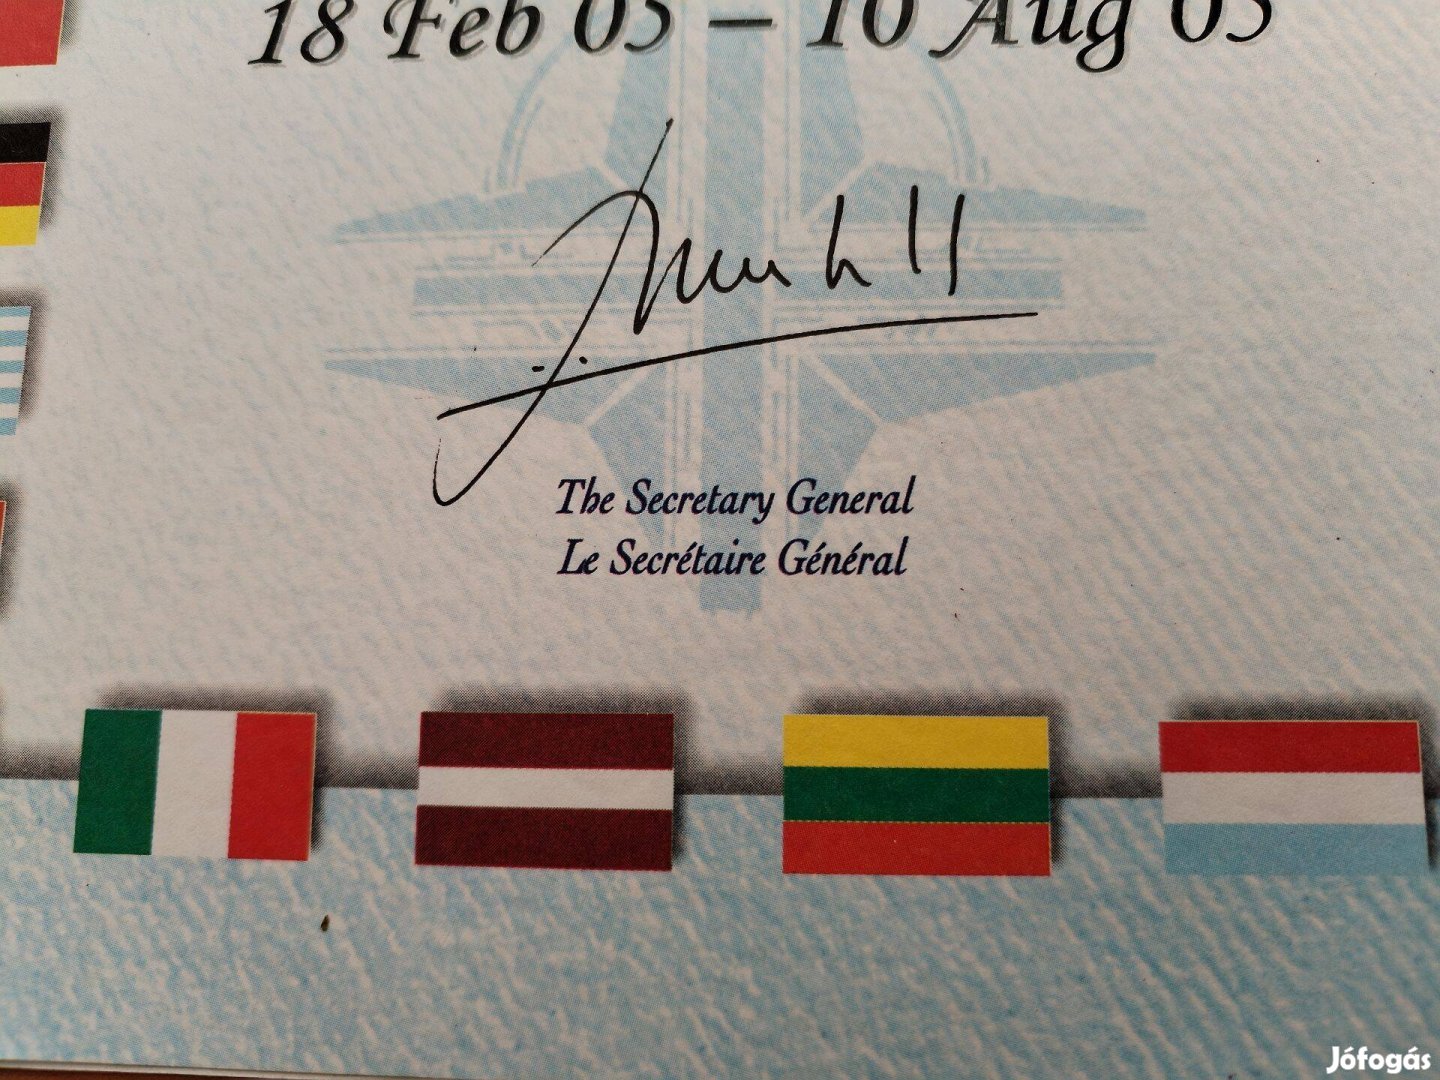 18 Feb 05 – 10 Aug 05
The Secretary General
Le Secrétaire Général
Jófogás